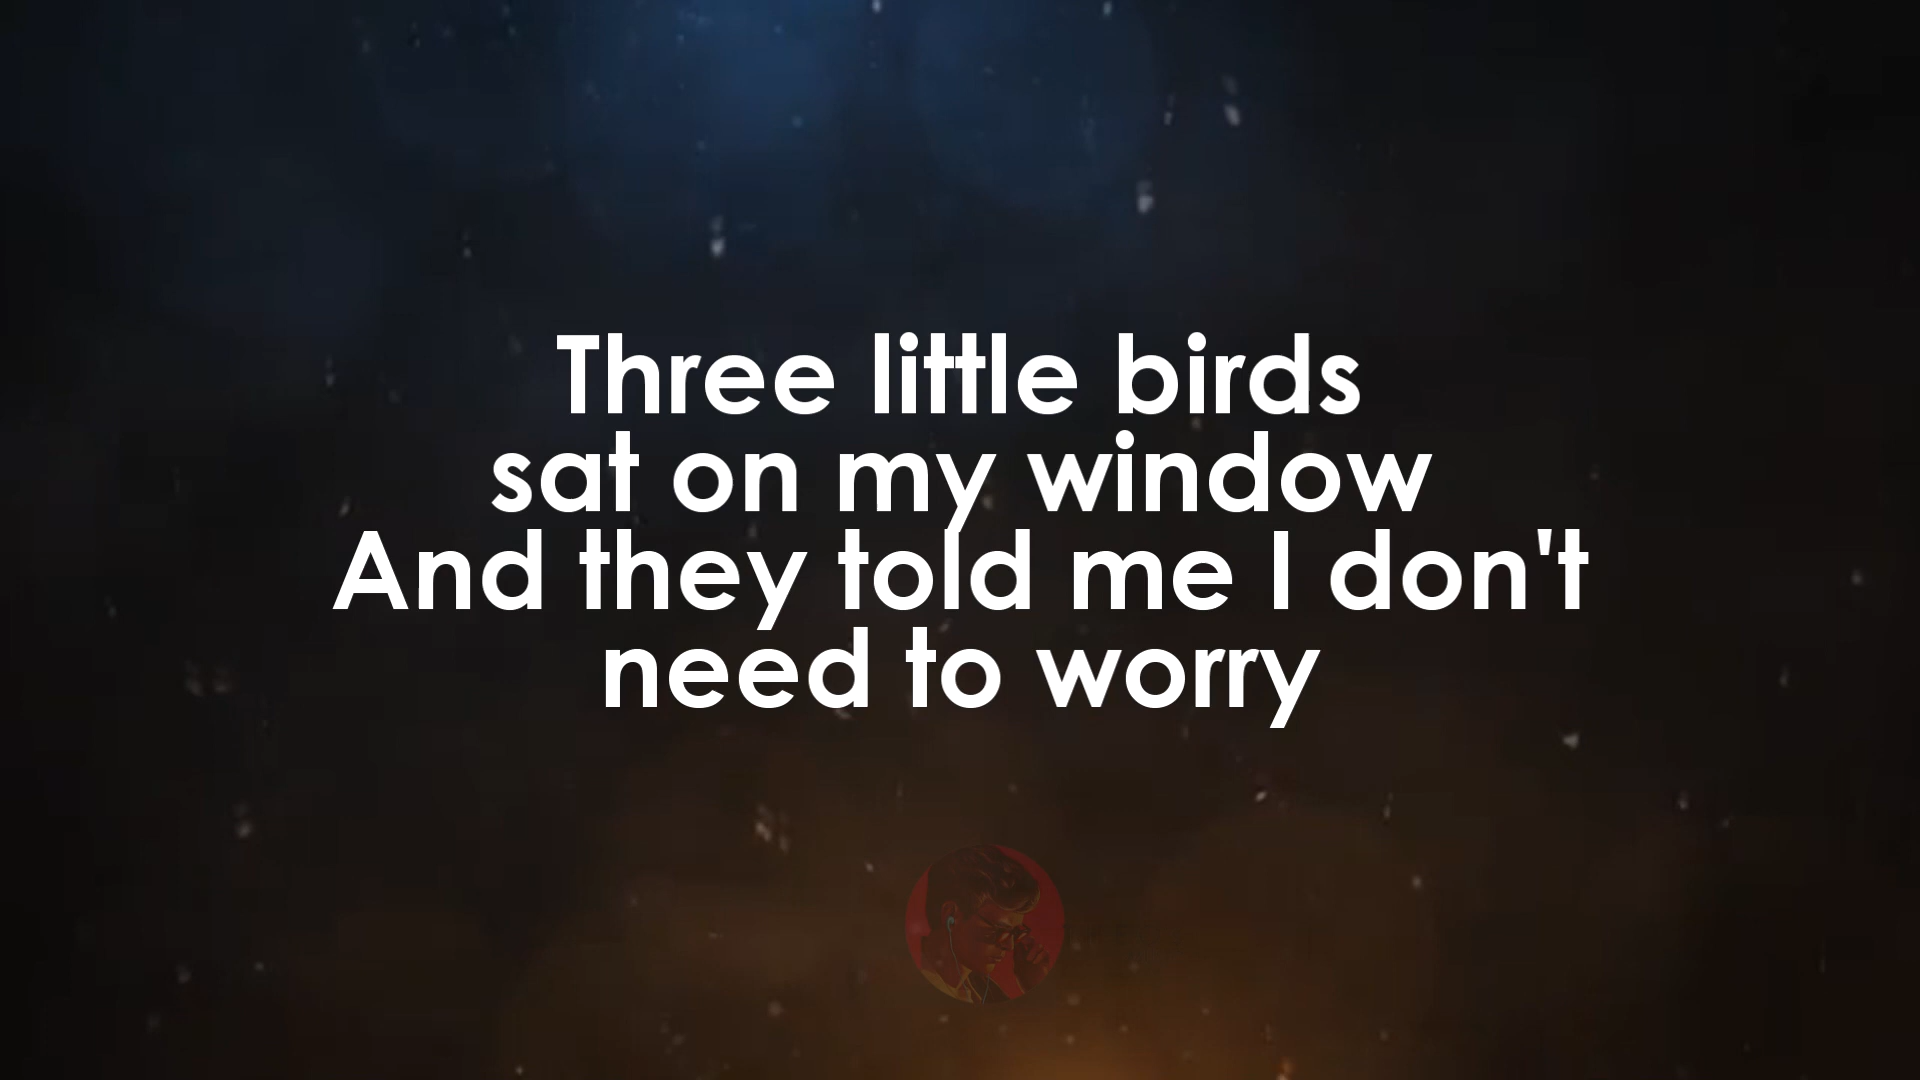 Three little birds
sat on my window
And they told me I don't
need to worry